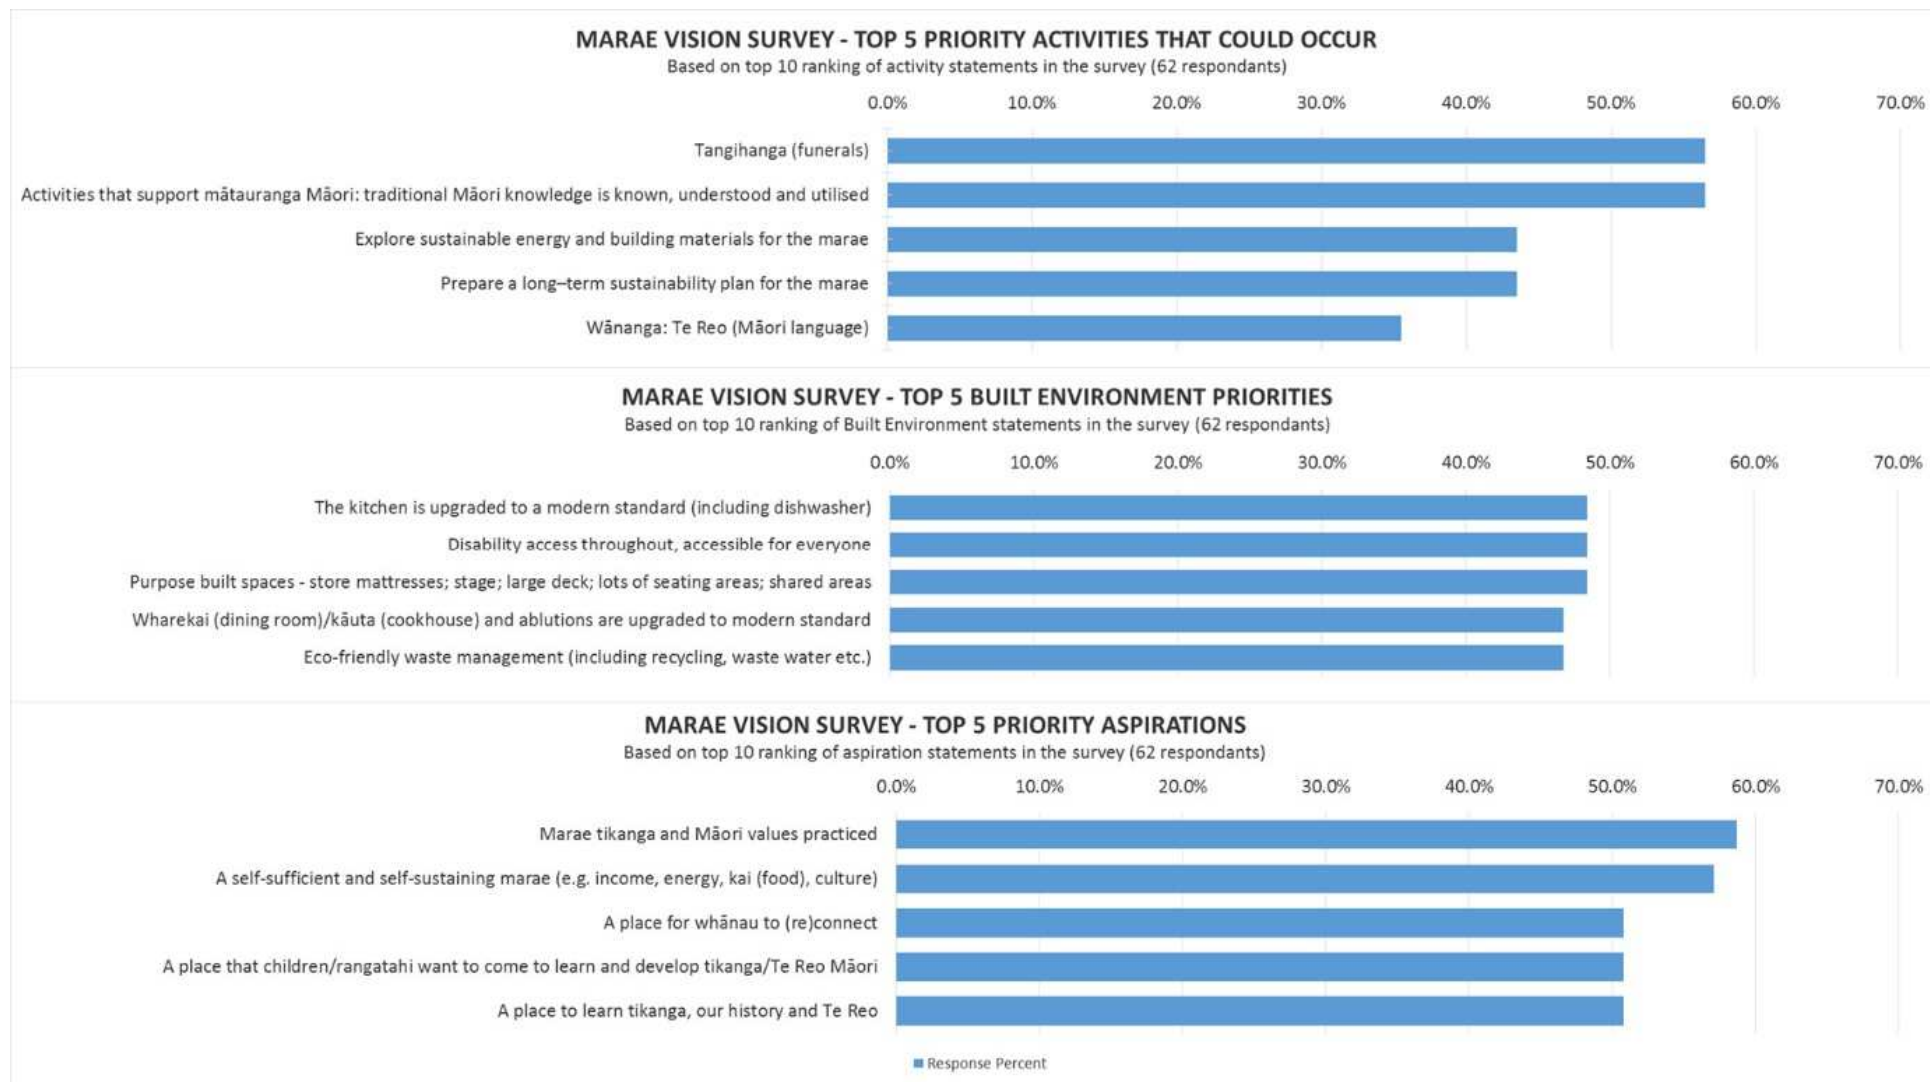 MARAE VISION SURVEY - TOP 5 PRIORITY ACTIVITIES THAT COULD OCCUR
Based on top 10 ranking of activity statements in the survey (62 respondants)
0.0% 10.0% 20.0% 30.0% 40.0% 50.0% 60.0% 70.0%
Tangihanga (funerals)
Activities that support mātauranga Māori: traditional Māori knowledge is known, understood and utilised
Explore sustainable energy and building materials for the marae
Prepare a long–term sustainability plan for the marae
Wānanga: Te Reo (Māori language)
MARAE VISION SURVEY - TOP 5 BUILT ENVIRONMENT PRIORITIES
Based on top 10 ranking of Built Environment statements in the survey (62 respondants)
0.0% 10.0% 20.0% 30.0% 40.0% 50.0% 60.0% 70.0%
The kitchen is upgraded to a modern standard (including dishwasher)
Disability access throughout, accessible for everyone
Purpose built spaces - store mattresses; stage; large deck; lots of seating areas; shared areas
Wharekai (dining room)/kāuta (cookhouse) and ablutions are upgraded to modern standard
Eco-friendly waste management (including recycling, waste water etc.)
MARAE VISION SURVEY - TOP 5 PRIORITY ASPIRATIONS
Based on top 10 ranking of aspiration statements in the survey (62 respondants)
0.0% 10.0% 20.0% 30.0% 40.0% 50.0% 60.0% 70.0%
Marae tikanga and Māori values practiced
A self-sufficient and self-sustaining marae (e.g. income, energy, kai (food), culture)
A place for whānau to (re)connect
A place that children/rangatahi want to come to learn and develop tikanga/Te Reo Māori
A place to learn tikanga, our history and Te Reo
Response Percent